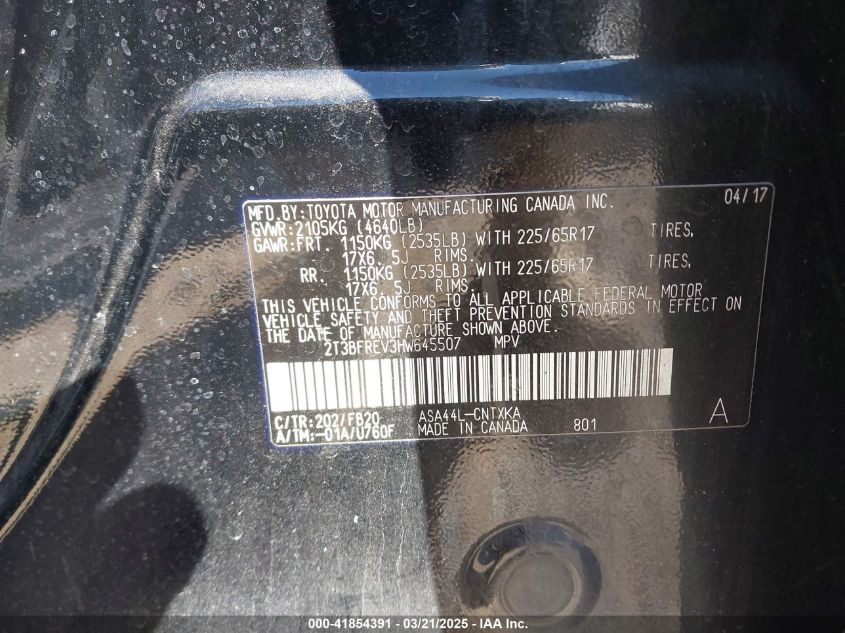 MFD.BY:TOYOTA MOTOR MANUFACTURING CANADA INC. 04/17
GVWR:2105KG (4640LB)
GAWR:FRT. 1150KG (2535LB) WITH 225/65R17 TIRES,
17X6. 5J RIMS.
RR. 1150KG (2535LB) WITH 225/65R17 TIRES,
17X6. 5J RIMS.
THIS VEHICLE CONFORMS TO ALL APPLICABLE FEDERAL MOTOR
VEHICLE SAFETY AND THEFT PREVENTION STANDARDS IN EFFECT ON
THE DATE OF MANUFACTURE SHOWN ABOVE.
2T3BFREV3HW645507 MPV
C/TR:202/FB20 ASA44L-CNTXKA
A/TM:-01A/U760F MADE IN CANADA 801 A
000-41854391 - 03/21/2025 - IAA Inc.